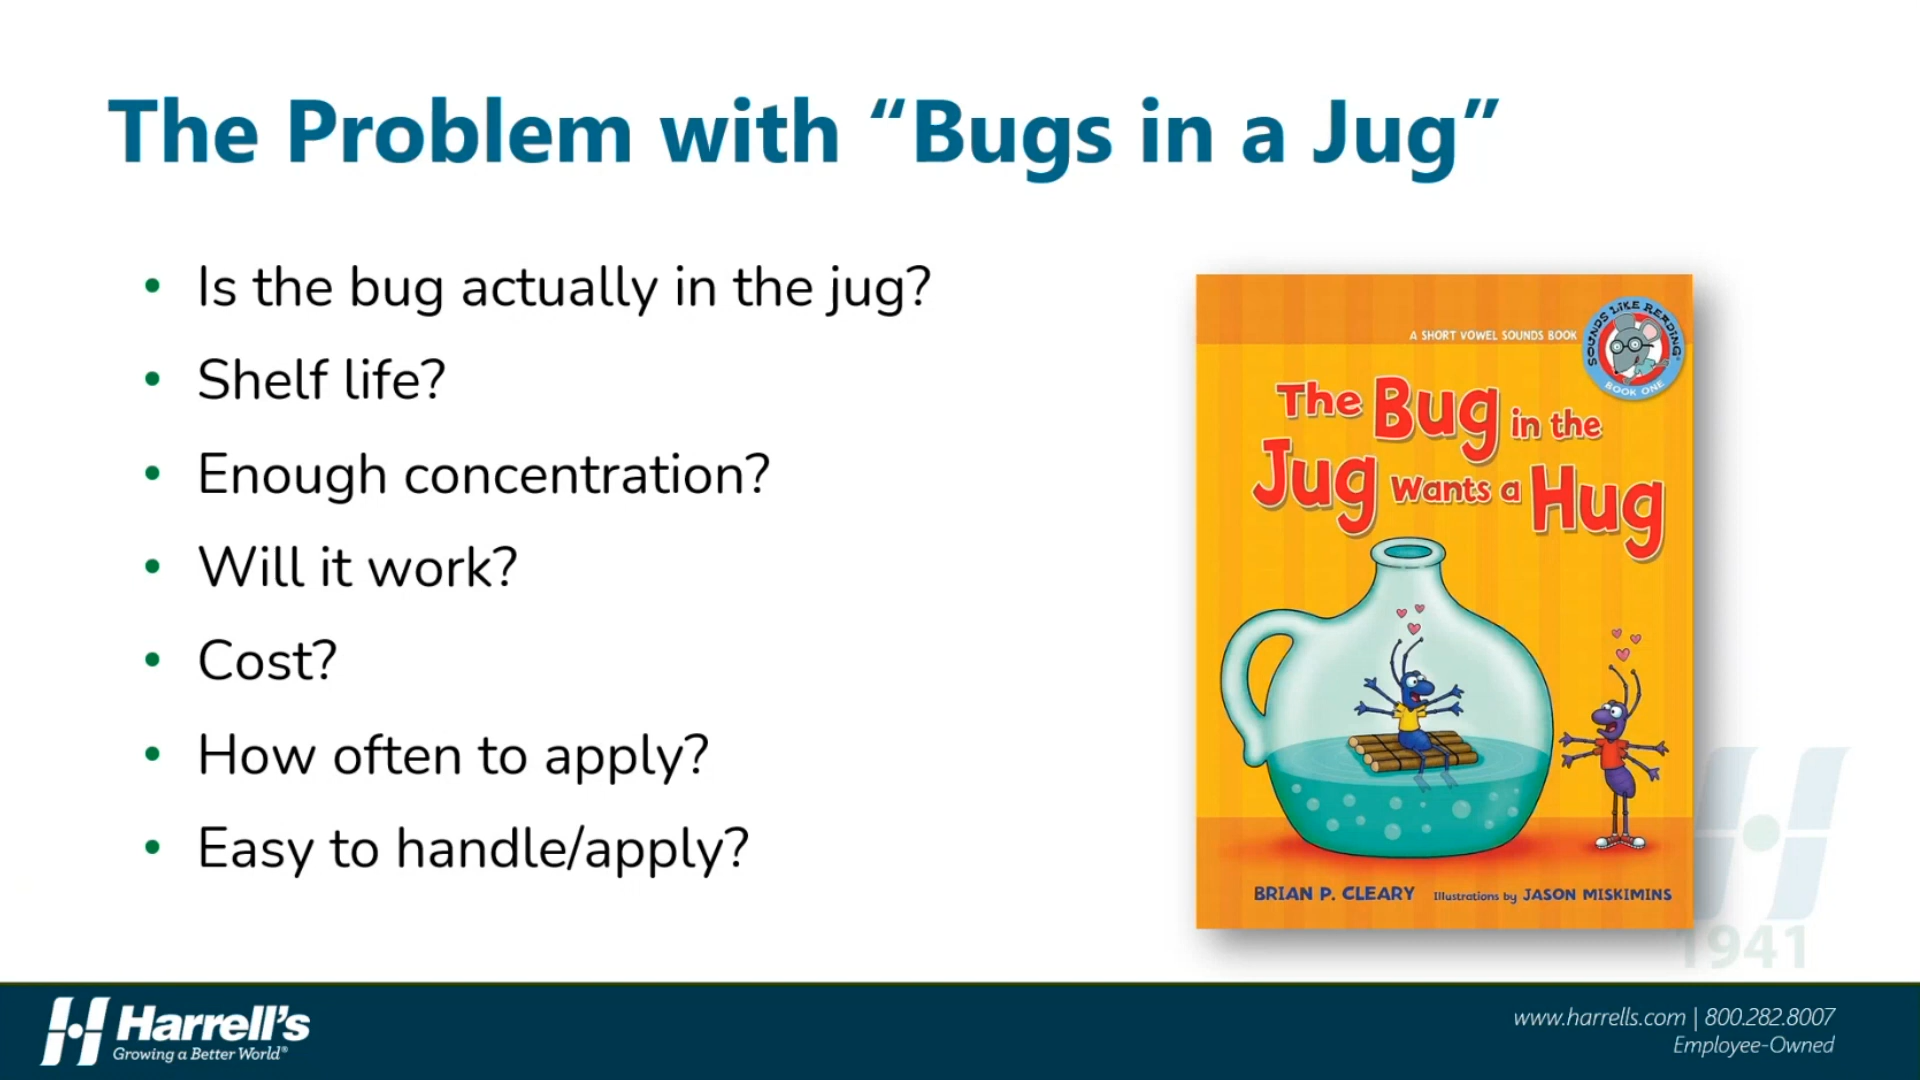 The Problem with “Bugs in a Jug”
• Is the bug actually in the jug?
• Shelf life?
• Enough concentration?
• Will it work?
• Cost?
• How often to apply?
• Easy to handle/apply?
A SHORT VOWEL SOUNDS BOOK
SOUNDS LIKE READING®
BOOK ONE
The Bug in the
Jug Wants a Hug
BRIAN P. CLEARY Illustrations by JASON MISKIMINS
1941
Harrell’s
Growing a Better World®
www.harrells.com | 800.282.8007
Employee-Owned